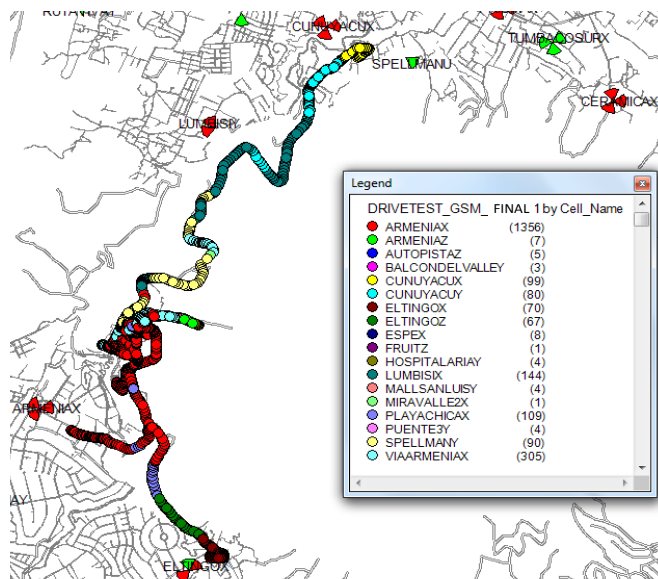 CUNUYACUX
TUMBACOSURX
SPELLMANU
CERAMICAX
Legend
DRIVETEST_GSM_ FINAL 1 by Cell_Name
ARMENIAX (1356)
ARMENIAZ (7)
AUTOPISTAZ (5)
BALCONDELVALLEY (3)
CUNUYACUX (99)
CUNUYACUY (80)
ELTINGOX (70)
ELTINGOZ (67)
ESPEX (8)
FRUITZ (1)
HOSPITALARIAY (4)
LUMBISIX (144)
MALLSANLUISY (4)
MIRAVALLE2X (1)
PLAYACHICAX (109)
PUENTE3Y (4)
SPELLMANY (90)
VIAARMENIAX (305)
ARMENIAX
AY
ELTINGOX